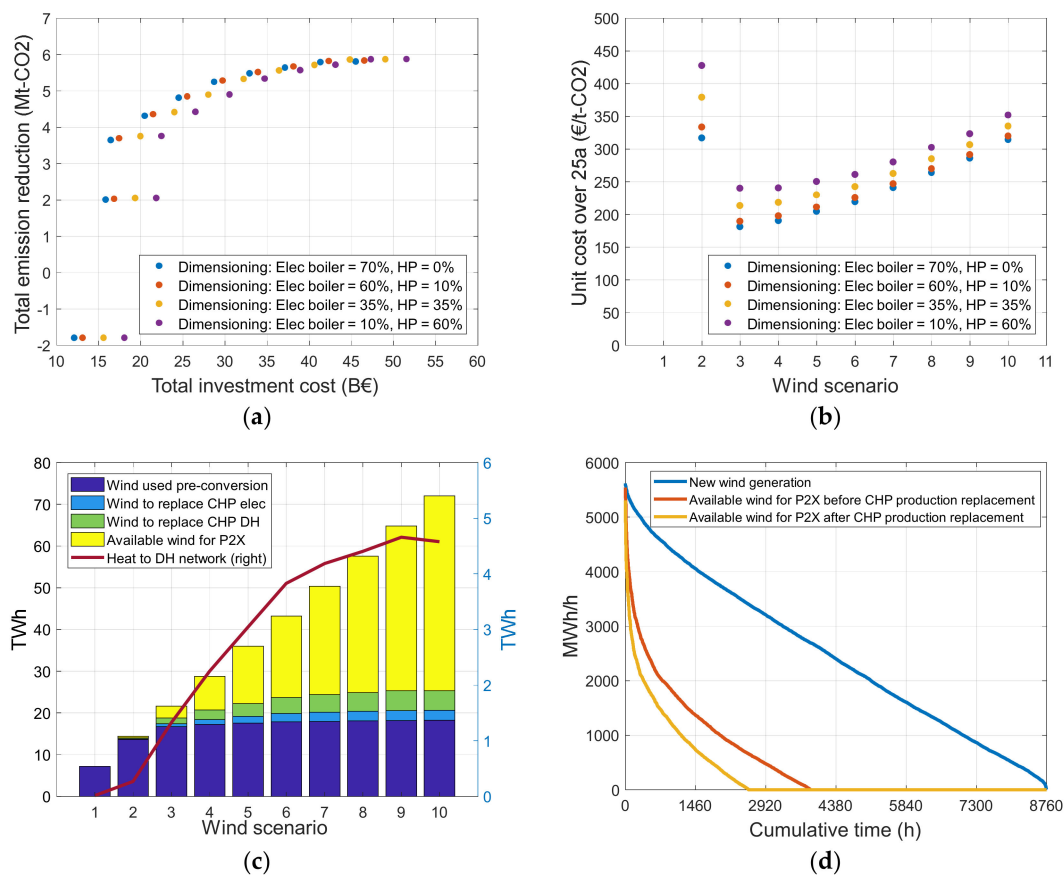 7
6
5
4
3
2
1
0
-1
-2
Total emission reduction (Mt-CO2)
Dimensioning: Elec boiler = 70%, HP = 0%
Dimensioning: Elec boiler = 60%, HP = 10%
Dimensioning: Elec boiler = 35%, HP = 35%
Dimensioning: Elec boiler = 10%, HP = 60%
10 15 20 25 30 35 40 45 50 55 60
Total investment cost (B€)
(a)
500
450
400
350
300
250
200
150
100
50
0
Unit cost over 25a (€/t-CO2)
Dimensioning: Elec boiler = 70%, HP = 0%
Dimensioning: Elec boiler = 60%, HP = 10%
Dimensioning: Elec boiler = 35%, HP = 35%
Dimensioning: Elec boiler = 10%, HP = 60%
1 2 3 4 5 6 7 8 9 10 11
Wind scenario
(b)
80
70
60
50
40
30
20
10
0
TWh
Wind used pre-conversion
Wind to replace CHP elec
Wind to replace CHP DH
Available wind for P2X
Heat to DH network (right)
6
5
4
3
2
1
0
TWh
1 2 3 4 5 6 7 8 9 10
Wind scenario
(c)
6000
5000
4000
3000
2000
1000
0
MWh/h
New wind generation
Available wind for P2X before CHP production replacement
Available wind for P2X after CHP production replacement
0 1460 2920 4380 5840 7300 8760
Cumulative time (h)
(d)